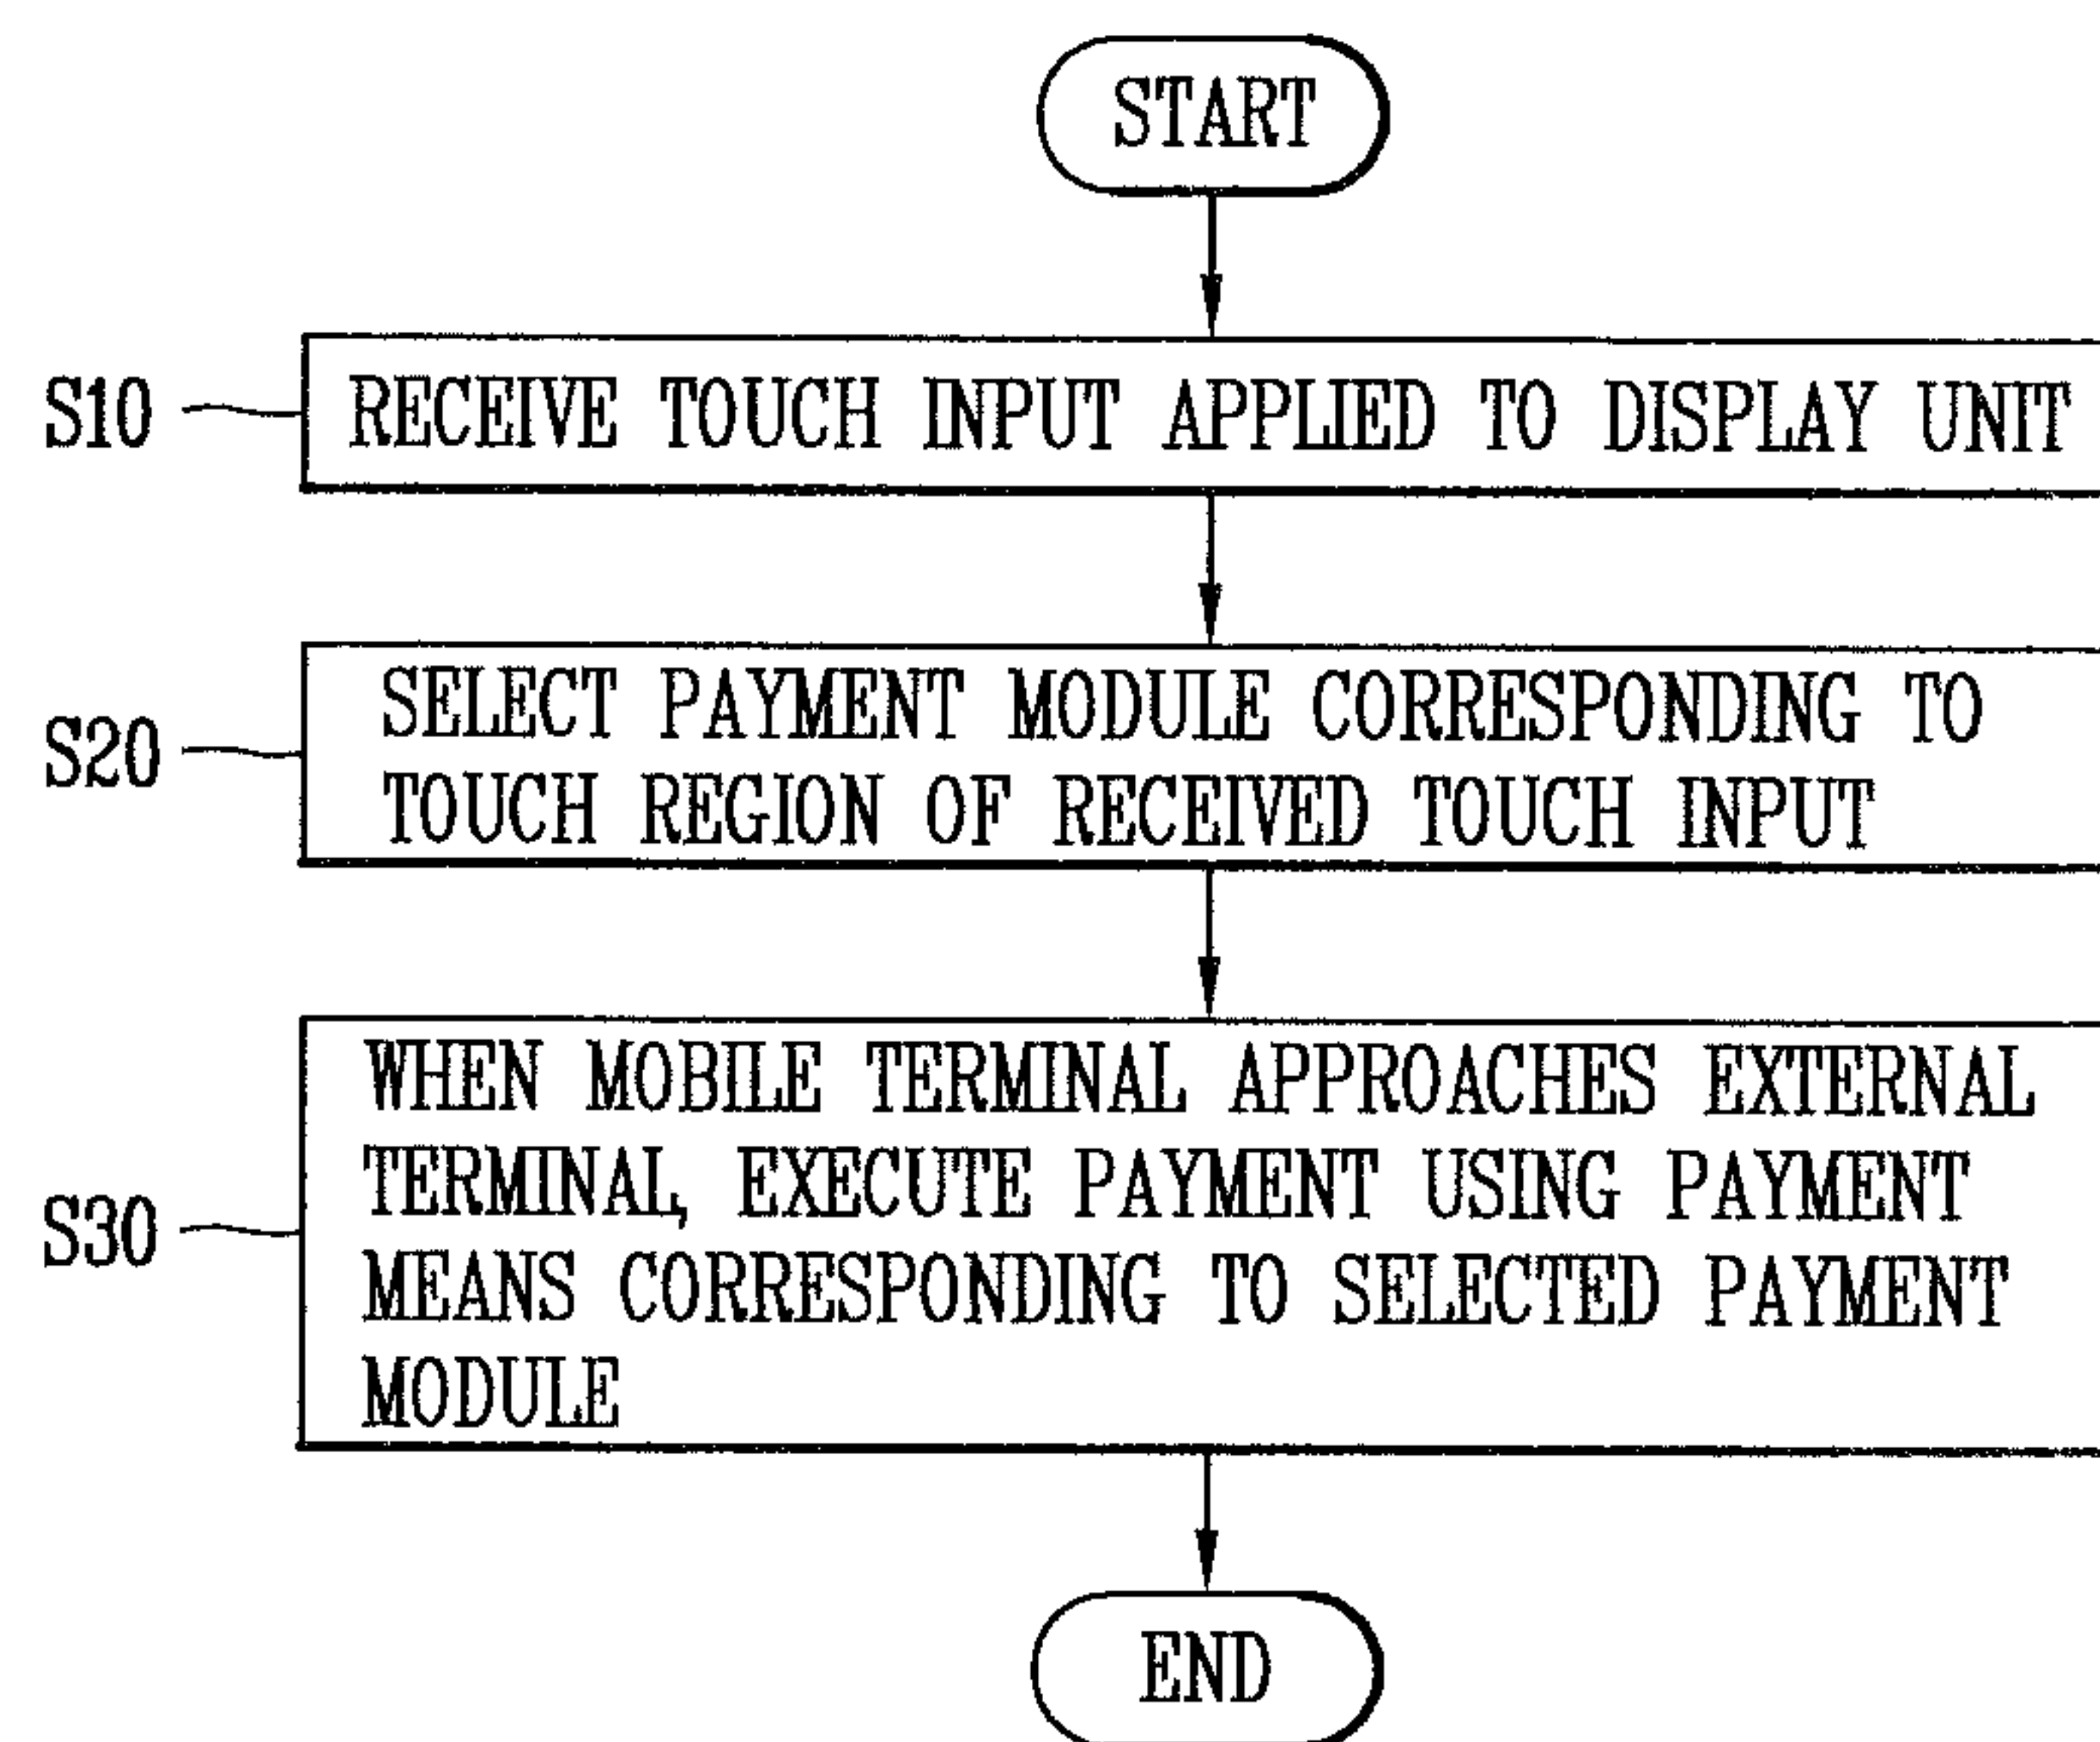 START
S10
RECEIVE TOUCH INPUT APPLIED TO DISPLAY UNIT
S20
SELECT PAYMENT MODULE CORRESPONDING TO
TOUCH REGION OF RECEIVED TOUCH INPUT
S30
WHEN MOBILE TERMINAL APPROACHES EXTERNAL
TERMINAL, EXECUTE PAYMENT USING PAYMENT
MEANS CORRESPONDING TO SELECTED PAYMENT
MODULE
END